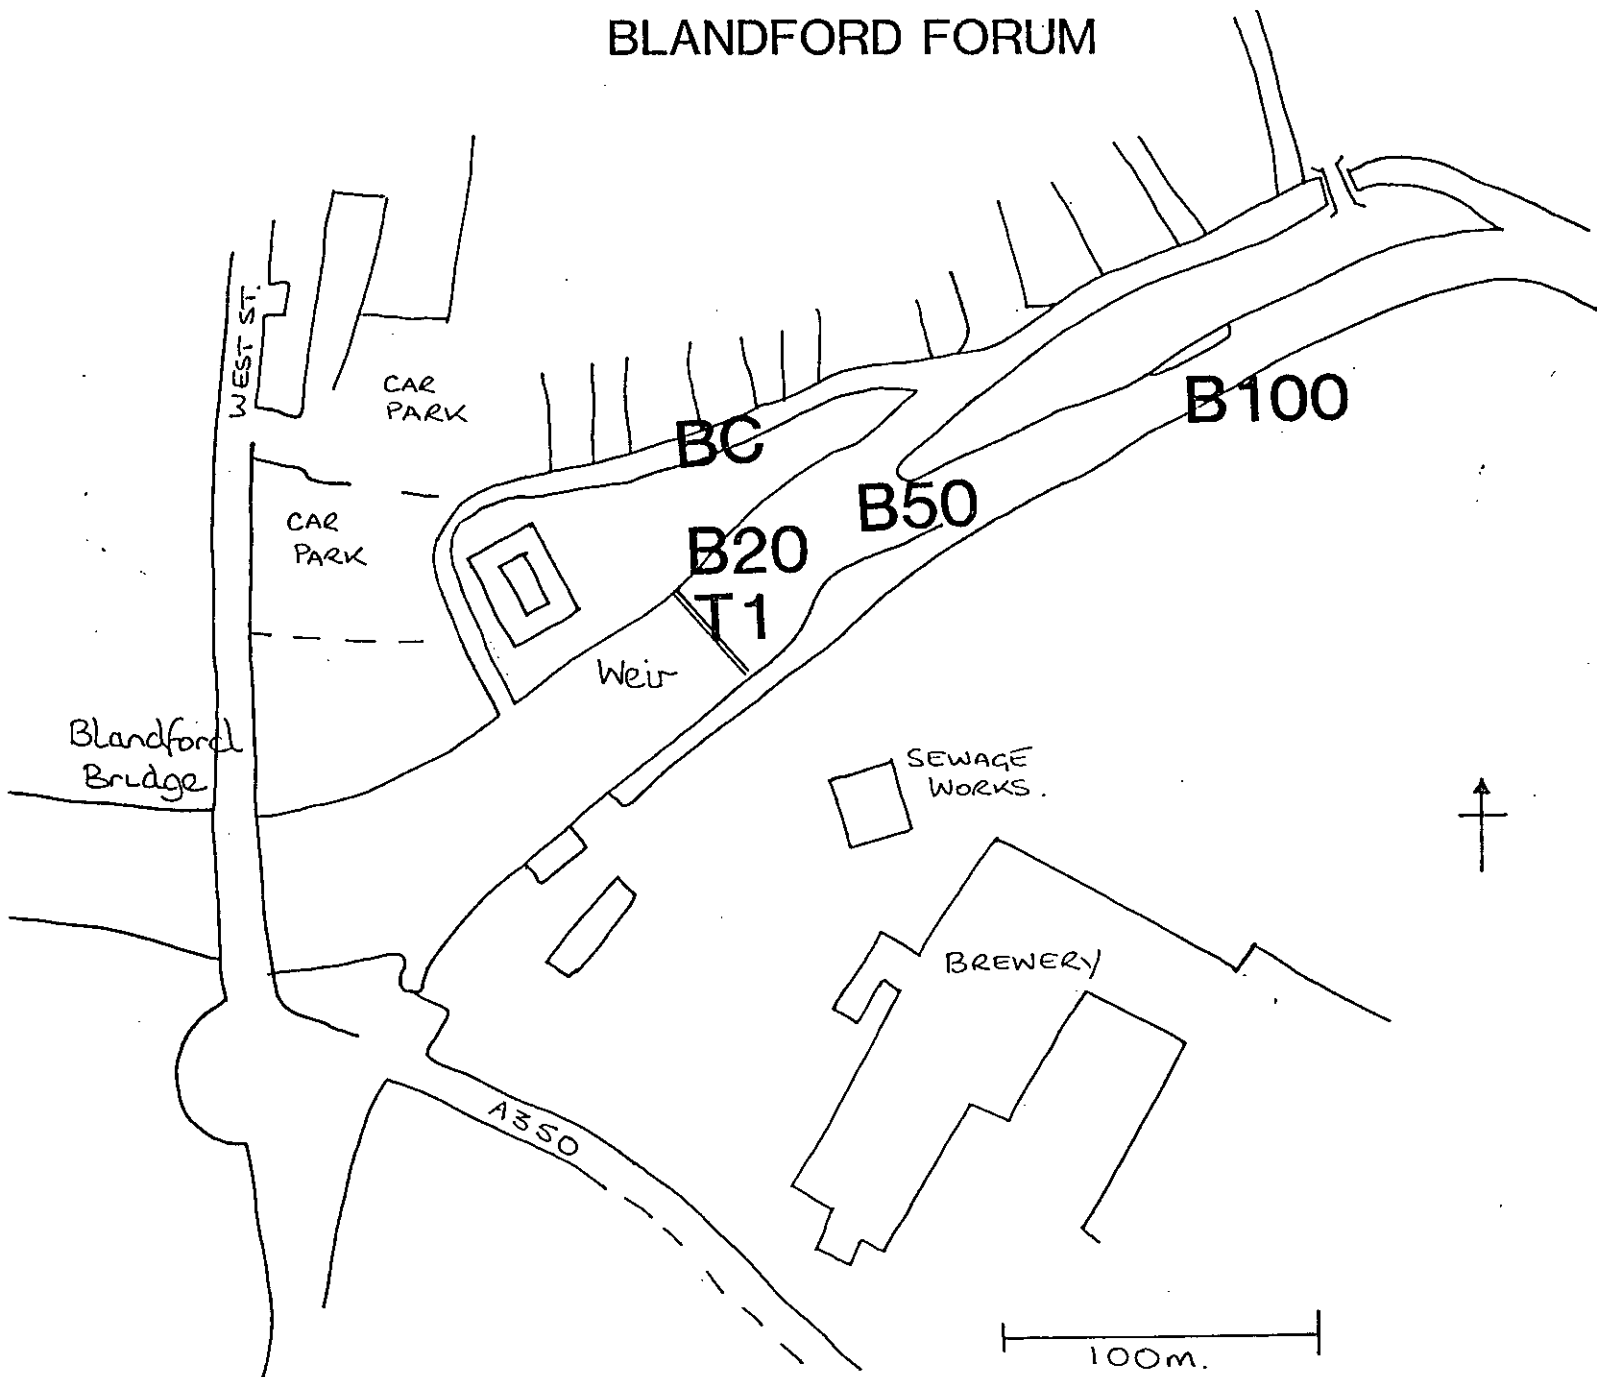 BLANDFORD FORUM
WEST ST.
CAR
PARK
BC
B100
B50
CAR
PARK
B20
T1
Weir
Blandford
Bridge
SEWAGE
WORKS.
BREWERY
A350
100m.